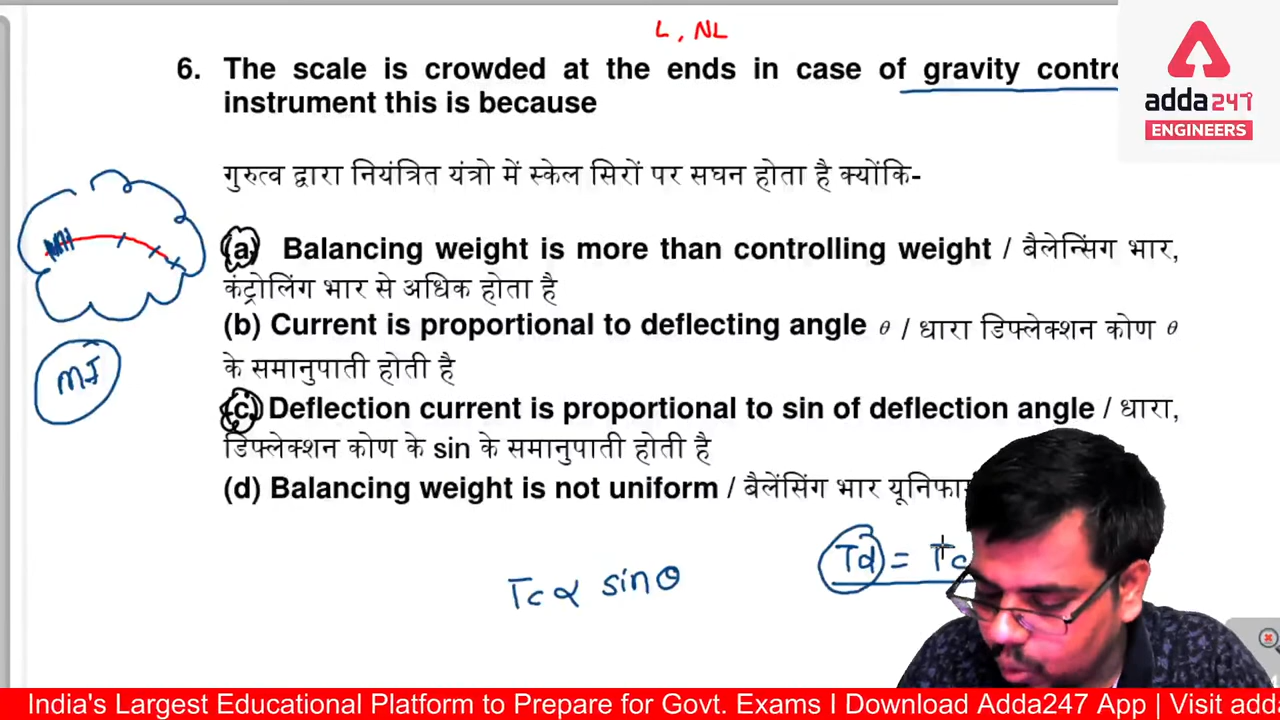 L, NL
6. The scale is crowded at the ends in case of gravity contro
instrument this is because
adda247
ENGINEERS
गुरुत्व द्वारा नियंत्रित यंत्रो में स्केल सिरों पर सघन होता है क्योंकि-
(a) Balancing weight is more than controlling weight / बैलेन्सिंग भार,
कंट्रोलिंग भार से अधिक होता है
(b) Current is proportional to deflecting angle θ / धारा डिफ्लेक्शन कोण θ
के समानुपाती होती है
MI
(c) Deflection current is proportional to sin of deflection angle / धारा,
डिफ्लेक्शन कोण के sin के समानुपाती होती है
(d) Balancing weight is not uniform / बैलेंसिंग भार
Td = Tc
Tc ∝ sinθ
India's Largest Educational Platform to Prepare for Govt. Exams I Download Adda247 App | Visit adda